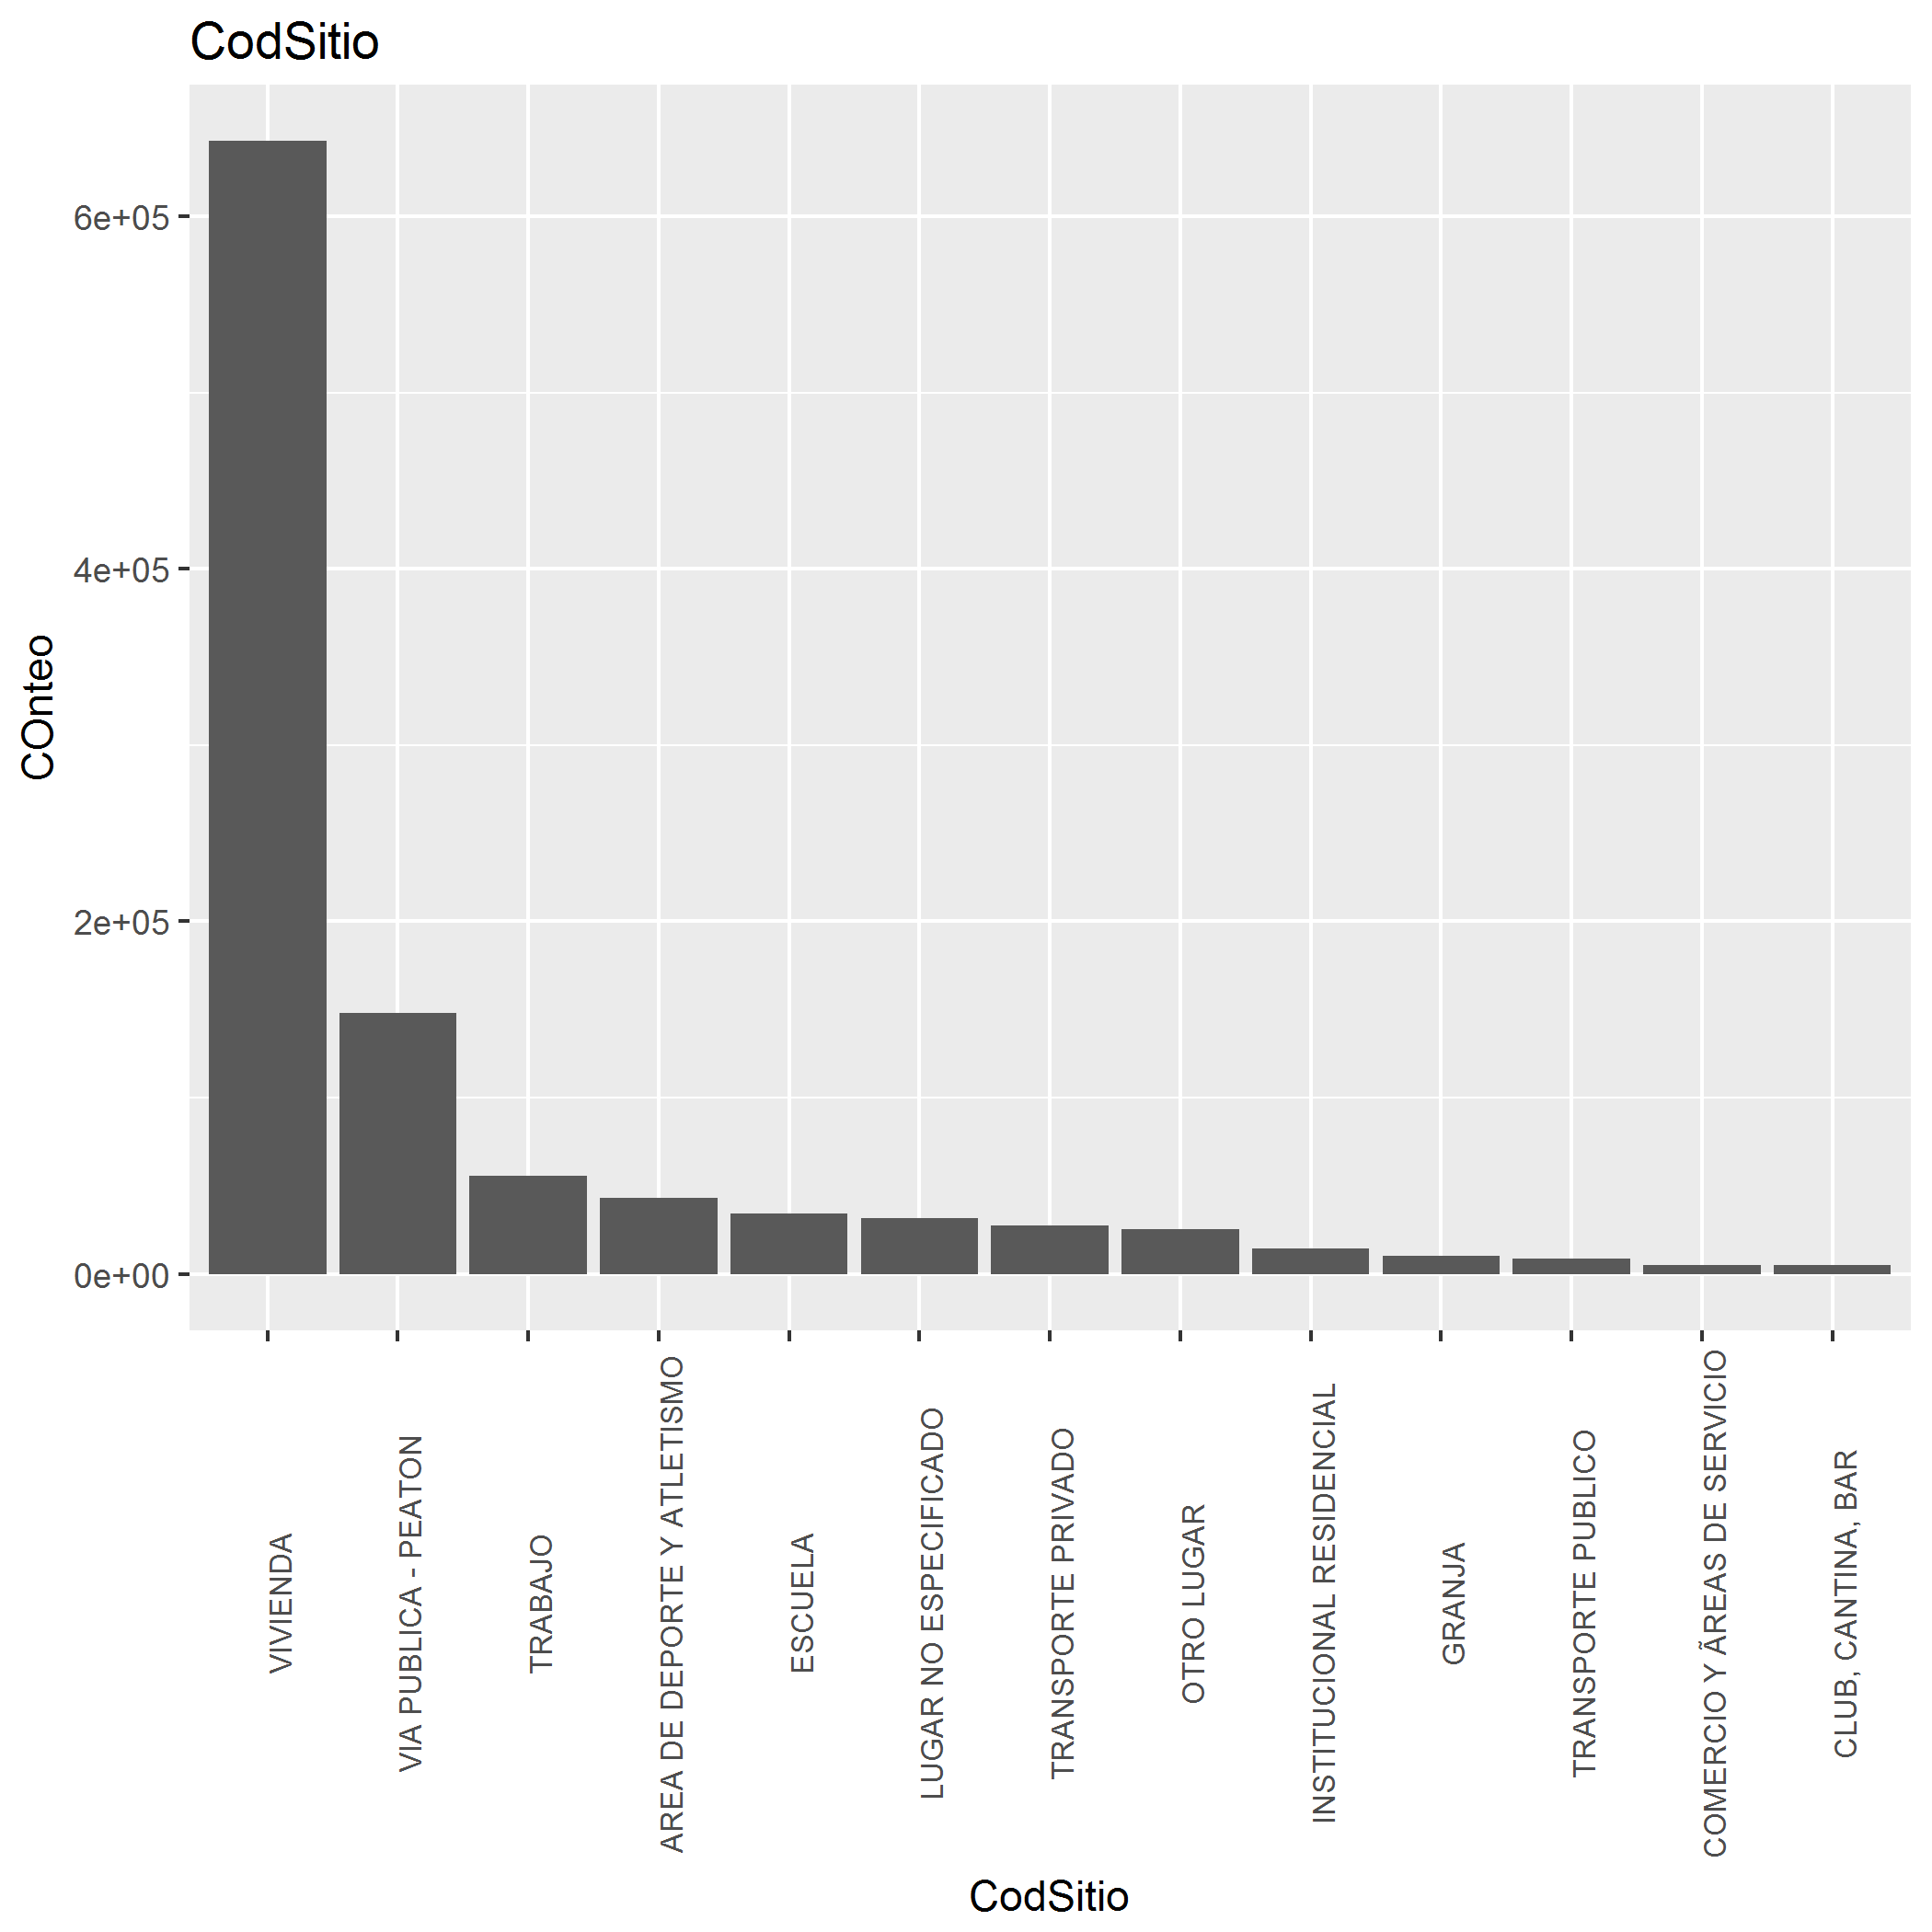 CodSitio
COnteo
6e+05
4e+05
2e+05
0e+00
VIVIENDA
VIA PUBLICA - PEATON
TRABAJO
AREA DE DEPORTE Y ATLETISMO
ESCUELA
LUGAR NO ESPECIFICADO
TRANSPORTE PRIVADO
OTRO LUGAR
INSTITUCIONAL RESIDENCIAL
GRANJA
TRANSPORTE PUBLICO
COMERCIO Y ÃREAS DE SERVICIO
CLUB, CANTINA, BAR
CodSitio